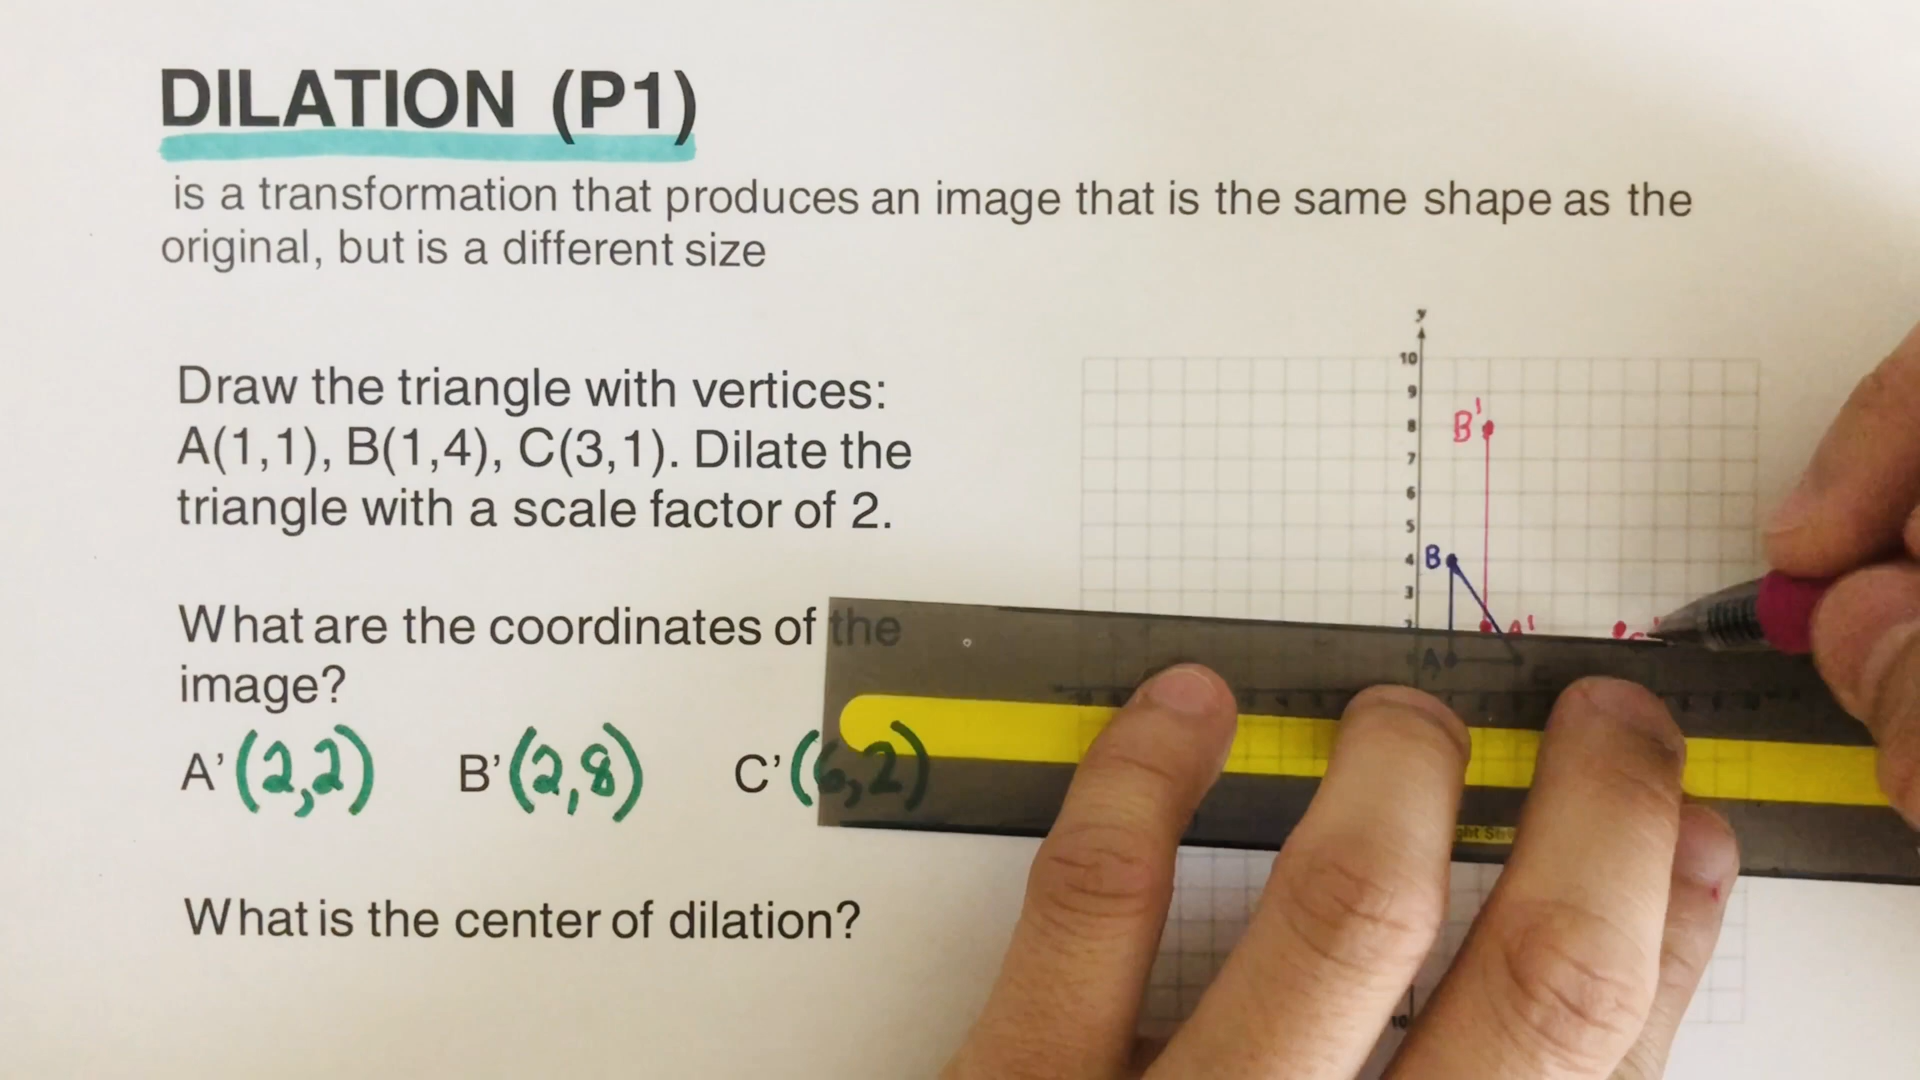 DILATION (P1)
is a transformation that produces an image that is the same shape as the
original, but is a different size
Draw the triangle with vertices:
A(1,1), B(1,4), C(3,1). Dilate the
triangle with a scale factor of 2.
What are the coordinates of the
image?
A'(2,2) B'(2,8) C'(6,2)
What is the center of dilation?
y
10
9
B'
8
7
6
5
4 B
3
A'
A
10